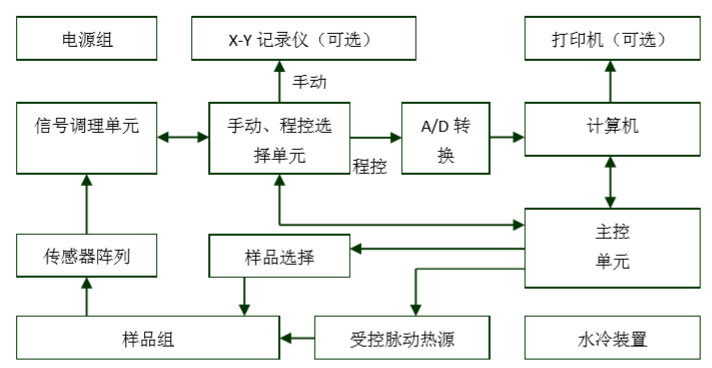 电源组
X-Y 记录仪（可选）
打印机（可选）
手动
信号调理单元
手动、程控选
择单元
程控
A/D 转
换
计算机
传感器阵列
样品选择
主控
单元
样品组
受控脉动热源
水冷装置